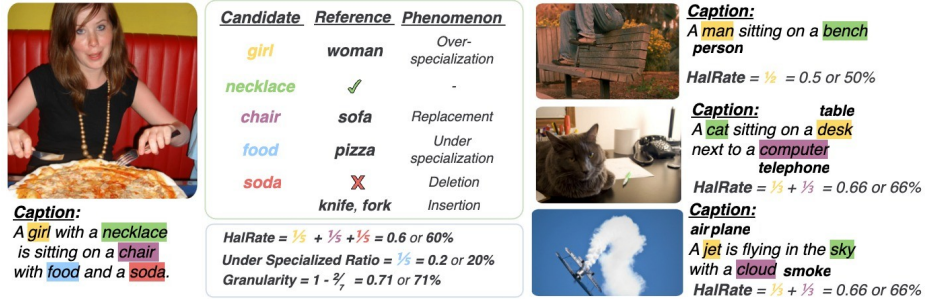 Caption:
A girl with a necklace
is sitting on a chair
with food and a soda.
Candidate Reference Phenomenon
girl woman Over-
specialization
necklace ✓ -
chair sofa Replacement
food pizza Under
specialization
soda X Deletion
knife, fork Insertion
HalRate = 1/5 + 1/5 + 1/5 = 0.6 or 60%
Under Specialized Ratio = 1/5 = 0.2 or 20%
Granularity = 1 - 2/7 = 0.71 or 71%
Caption:
A man sitting on a bench
person
HalRate = 1/2 = 0.5 or 50%
Caption: table
A cat sitting on a desk
next to a computer
telephone
HalRate = 1/3 + 1/3 = 0.66 or 66%
Caption:
airplane
A jet is flying in the sky
with a cloud smoke
HalRate = 1/3 + 1/3 = 0.66 or 66%